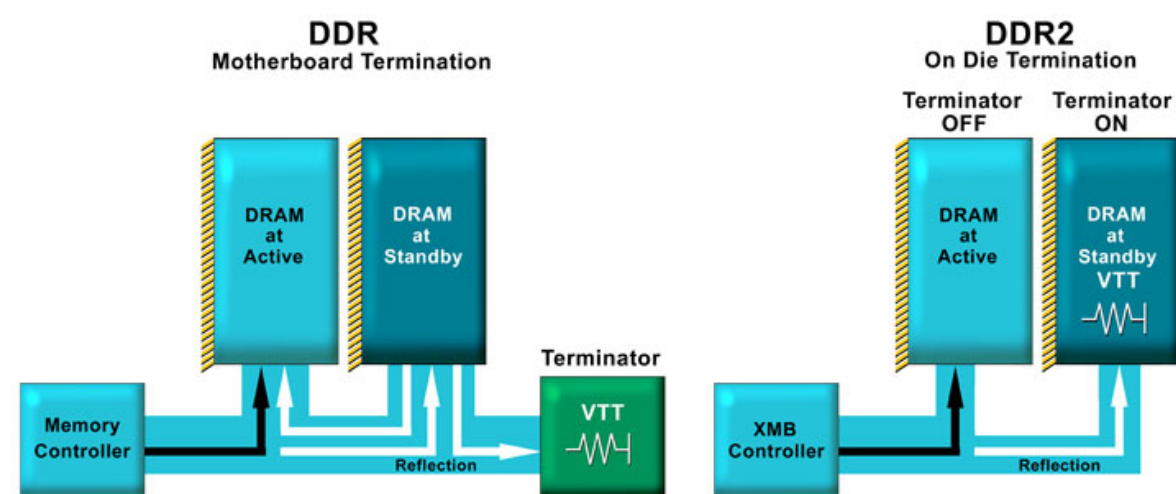 DDR
Motherboard Termination
DRAM
at
Active
DRAM
at
Standby
Memory
Controller
Reflection
Terminator
VTT
DDR2
On Die Termination
Terminator
OFF
Terminator
ON
DRAM
at
Active
DRAM
at
Standby
VTT
XMB
Controller
Reflection